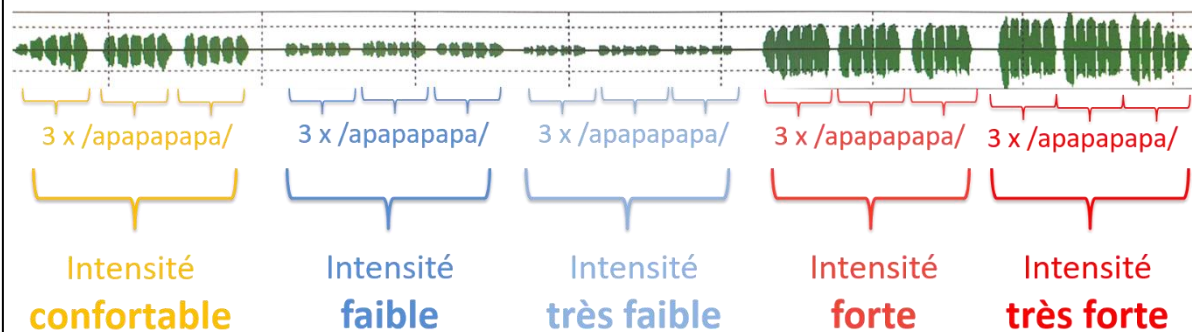 3 x /apapapapa/ 3 x /apapapapa/ 3 x /apapapapa/ 3 x /apapapapa/ 3 x /apapapapa/
Intensité Intensité Intensité Intensité Intensité
confortable faible très faible forte très forte